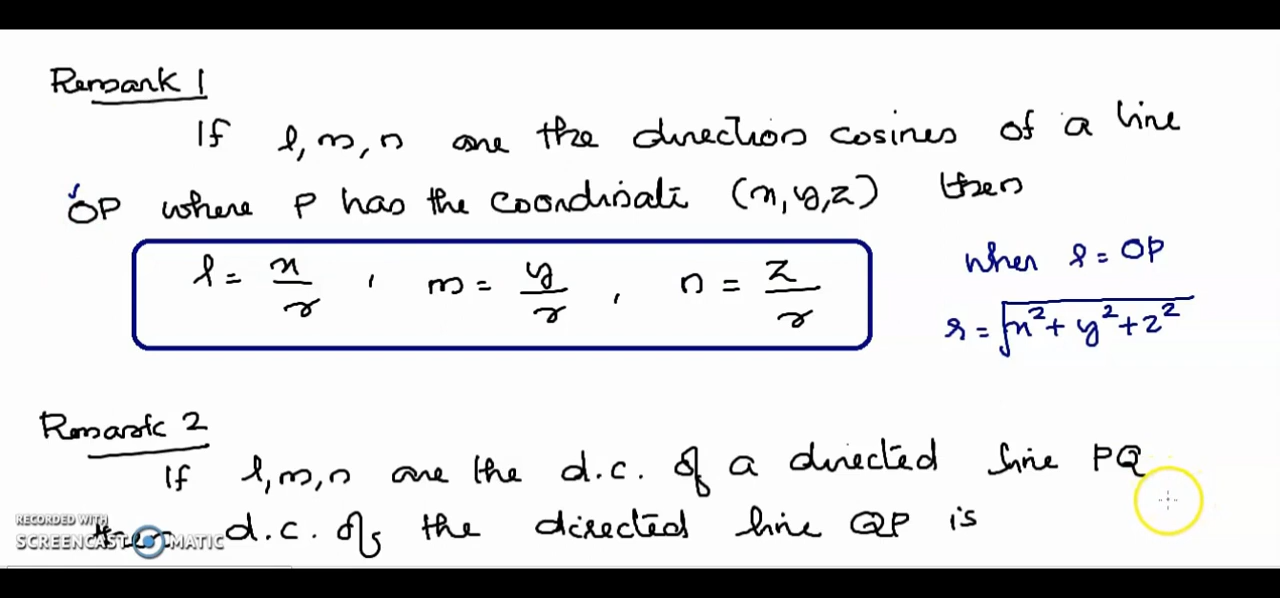 Remark 1
If l, m, n are the direction cosines of a line
OP where P has the coordinate (x, y, z) then
l = x/r , m = y/r , n = z/r
when r = OP
r = √x² + y² + z²
Remark 2
If l, m, n are the d.c. of a directed line PQ
then d.c. of the directed line QP is
RECORDED WITH
SCREENCAST-O-MATIC